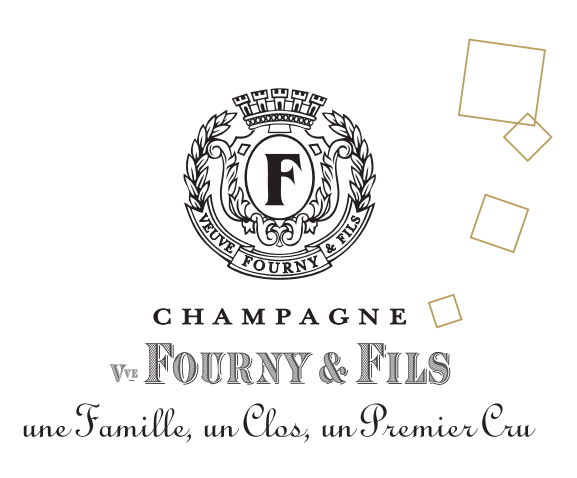 F
VEUVE FOURNY & FILS
CHAMPAGNE
Vve FOURNY & FILS
une Famille, un Clos, un Premier Cru